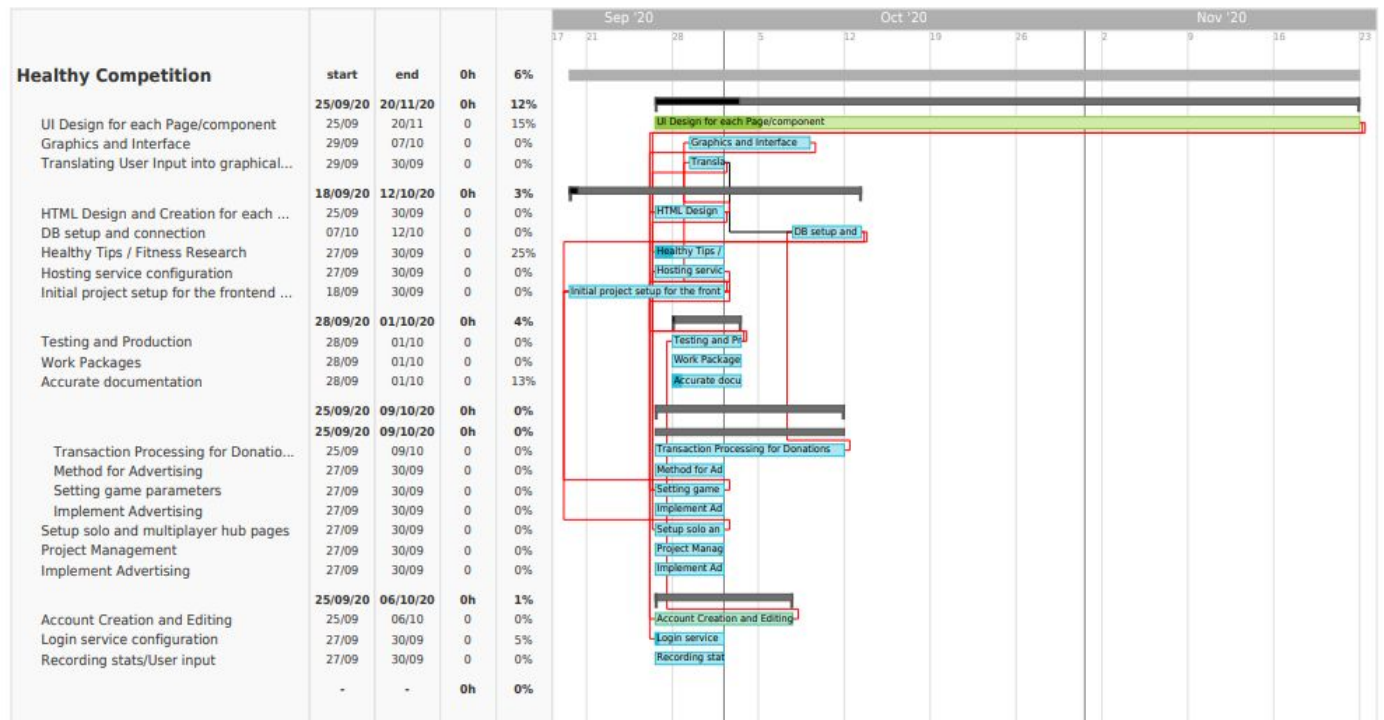 Sep '20 Oct '20 Nov '20
17 21 28 5 12 19 26 2 9 16 23
Healthy Competition start end 0h 6%
25/09/20 20/11/20 0h 12%
UI Design for each Page/component 25/09 20/11 0 15% UI Design for each Page/component
Graphics and Interface 29/09 07/10 0 0% Graphics and Interface
Translating User Input into graphical... 29/09 30/09 0 0% Transla
18/09/20 12/10/20 0h 3%
HTML Design and Creation for each ... 25/09 30/09 0 0% HTML Design
DB setup and connection 07/10 12/10 0 0% DB setup and
Healthy Tips / Fitness Research 27/09 30/09 0 25% Healthy Tips /
Hosting service configuration 27/09 30/09 0 0% Hosting servic
Initial project setup for the frontend ... 18/09 30/09 0 0% Initial project setup for the front
28/09/20 01/10/20 0h 4%
Testing and Production 28/09 01/10 0 0% Testing and Pr
Work Packages 28/09 01/10 0 0% Work Package
Accurate documentation 28/09 01/10 0 13% Accurate docu
25/09/20 09/10/20 0h 0%
25/09/20 09/10/20 0h 0%
Transaction Processing for Donatio... 25/09 09/10 0 0% Transaction Processing for Donations
Method for Advertising 27/09 30/09 0 0% Method for Ad
Setting game parameters 27/09 30/09 0 0% Setting game
Implement Advertising 27/09 30/09 0 0% Implement Ad
Setup solo and multiplayer hub pages 27/09 30/09 0 0% Setup solo an
Project Management 27/09 30/09 0 0% Project Manag
Implement Advertising 27/09 30/09 0 0% Implement Ad
25/09/20 06/10/20 0h 1%
Account Creation and Editing 25/09 06/10 0 0% Account Creation and Editing
Login service configuration 27/09 30/09 0 5% Login service
Recording stats/User input 27/09 30/09 0 0% Recording stat
- - 0h 0%